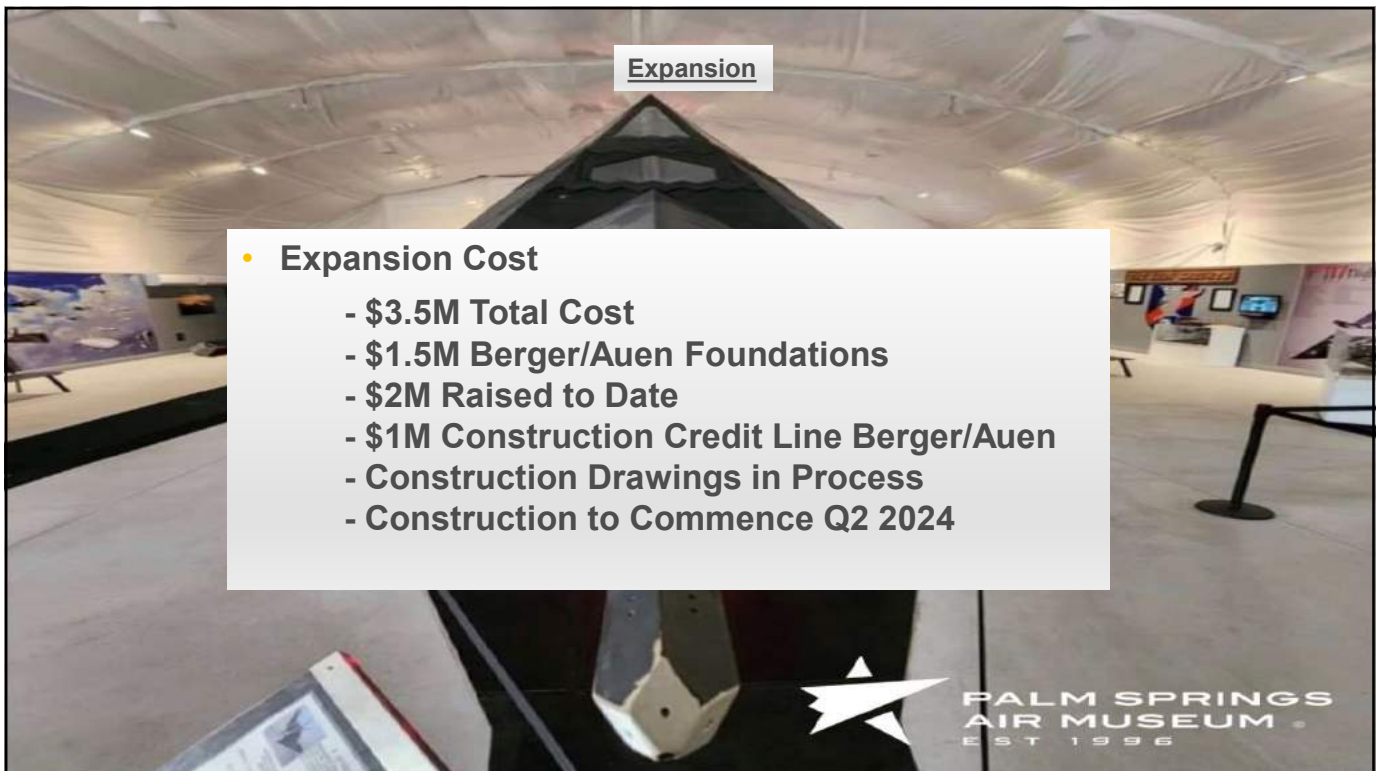 Expansion
• Expansion Cost
- $3.5M Total Cost
- $1.5M Berger/Auen Foundations
- $2M Raised to Date
- $1M Construction Credit Line Berger/Auen
- Construction Drawings in Process
- Construction to Commence Q2 2024
PALM SPRINGS
AIR MUSEUM
EST 1996